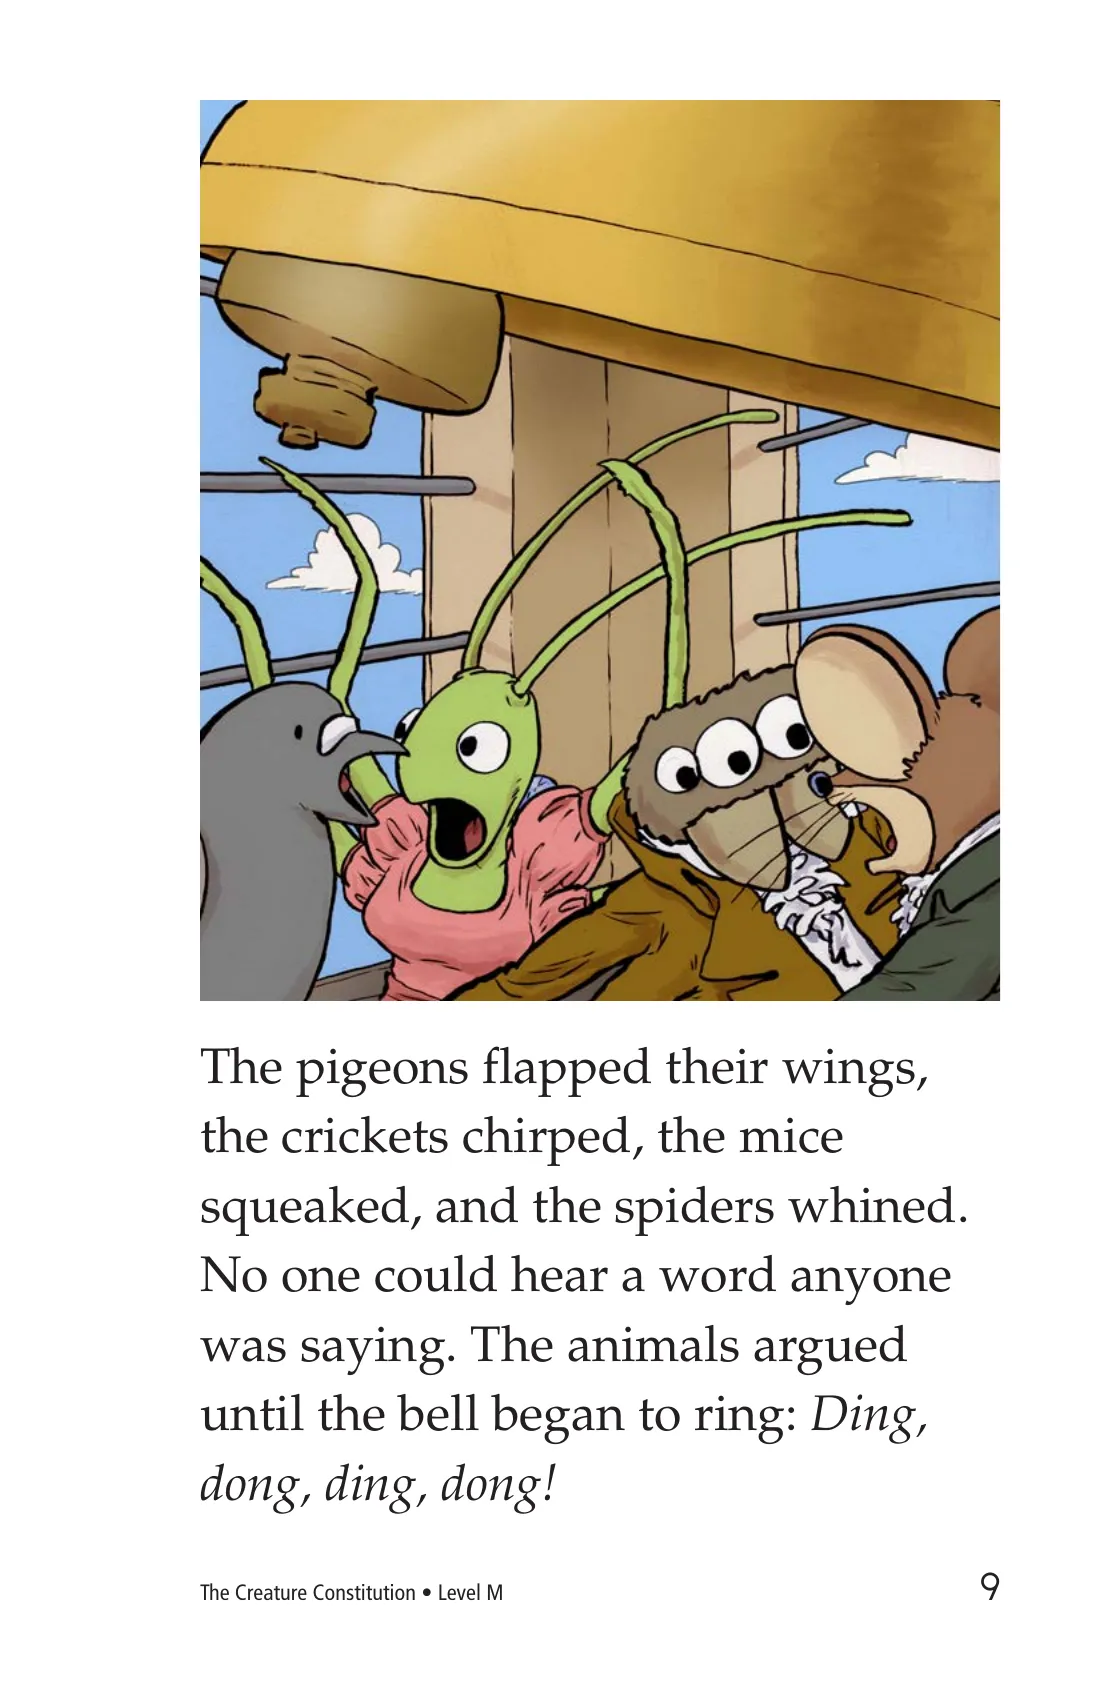 The pigeons flapped their wings,
the crickets chirped, the mice
squeaked, and the spiders whined.
No one could hear a word anyone
was saying. The animals argued
until the bell began to ring: Ding,
dong, ding, dong!
The Creature Constitution • Level M
9